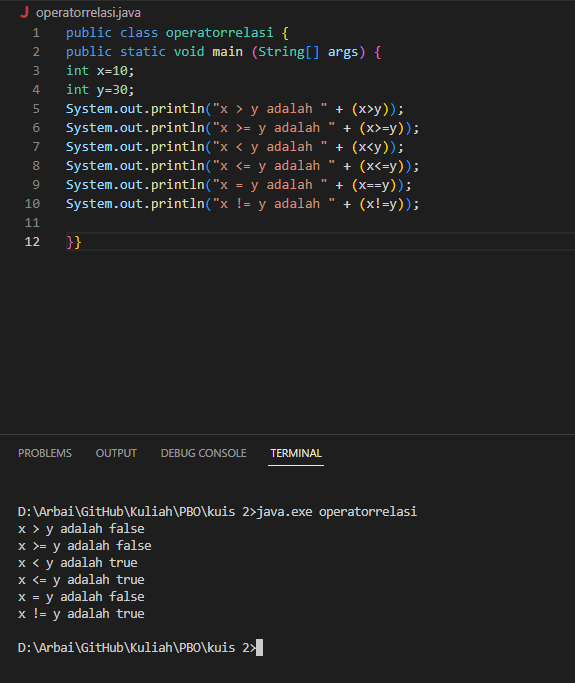 operatorrelasi.java
1 public class operatorrelasi {
2 public static void main (String[] args) {
3 int x=10;
4 int y=30;
5 System.out.println("x > y adalah " + (x>y));
6 System.out.println("x >= y adalah " + (x>=y));
7 System.out.println("x < y adalah " + (x<y));
8 System.out.println("x <= y adalah " + (x<=y));
9 System.out.println("x = y adalah " + (x==y));
10 System.out.println("x != y adalah " + (x!=y));
11
12 }}
PROBLEMS OUTPUT DEBUG CONSOLE TERMINAL
D:\Arbai\GitHub\Kuliah\PBO\kuis 2>java.exe operatorrelasi
x > y adalah false
x >= y adalah false
x < y adalah true
x <= y adalah true
x = y adalah false
x != y adalah true
D:\Arbai\GitHub\Kuliah\PBO\kuis 2>